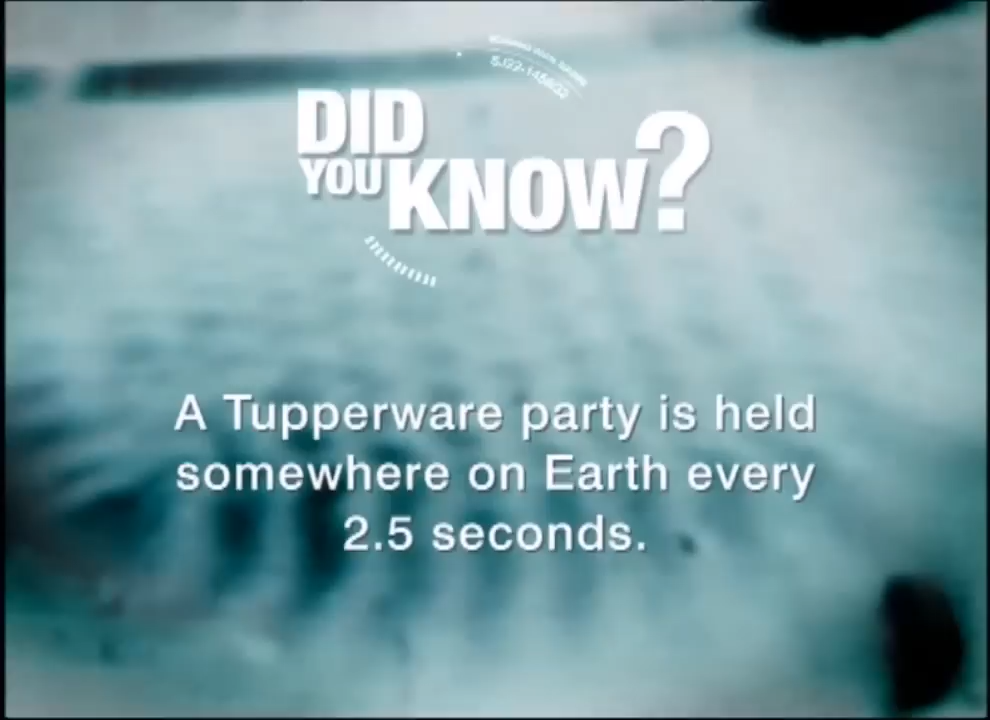 DID
YOU KNOW?
A Tupperware party is held
somewhere on Earth every
2.5 seconds.